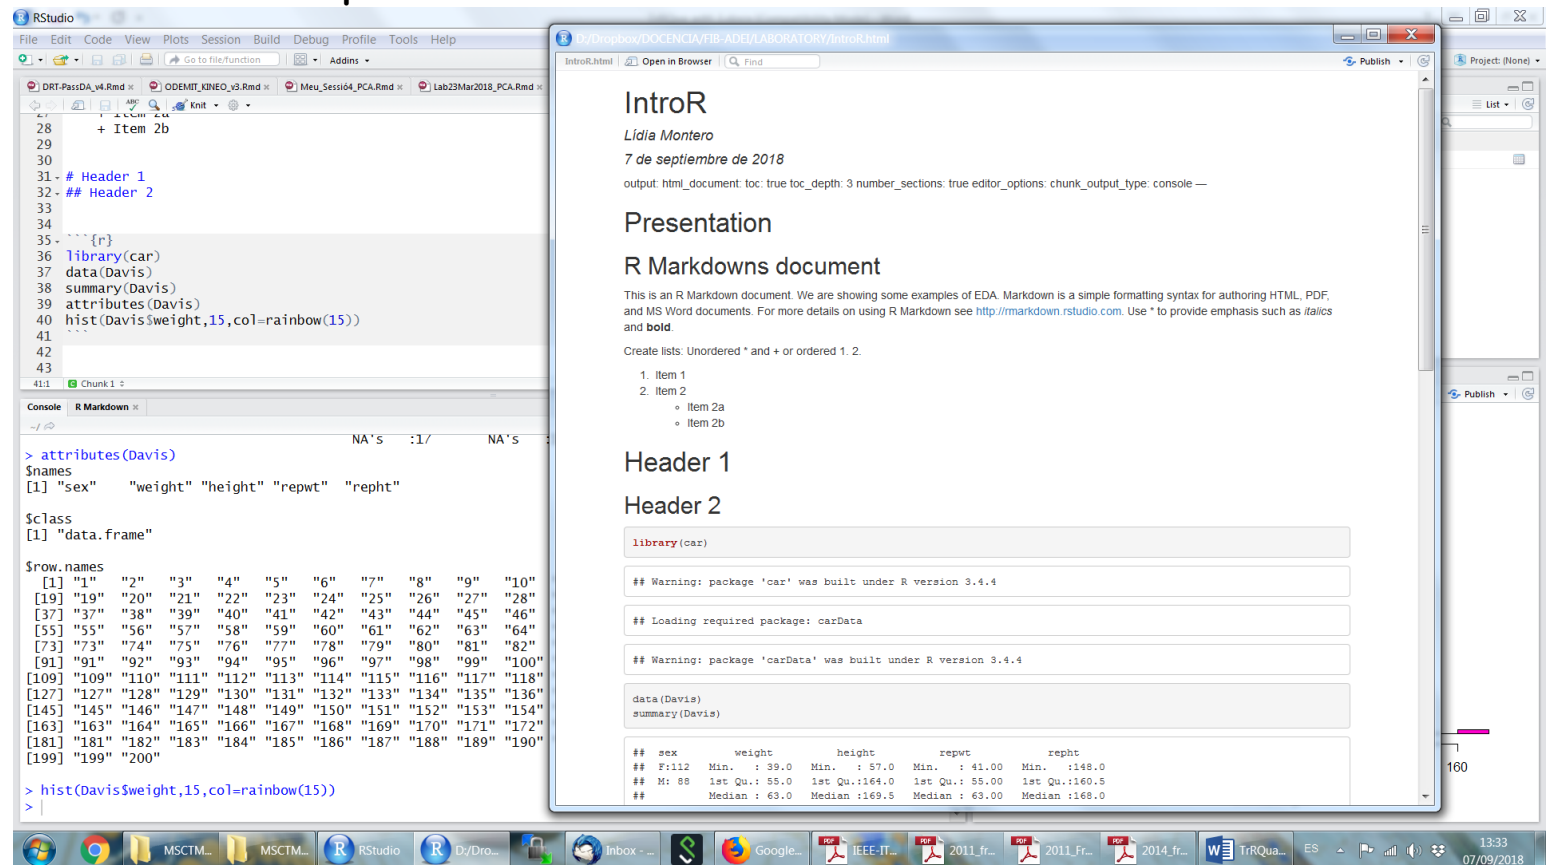 RStudio
File Edit Code View Plots Session Build Debug Profile Tools Help
Go to file/function Addins
Project: (None)
DRT-PassDA_v4.Rmd × ODEMIT_KINEO_v3.Rmd × Meu_Sessió4_PCA.Rmd × Lab23Mar2018_PCA.Rmd ×
ABC Knit
List
27 + Item 2a
28 + Item 2b
29
30
31 # Header 1
32 ## Header 2
33
34
35 ```{r}
36 library(car)
37 data(Davis)
38 summary(Davis)
39 attributes(Davis)
40 hist(Davis$weight,15,col=rainbow(15))
41 ```
42
43
41:1 Chunk 1
Console R Markdown ×
~/
NA's :17 NA's :
> attributes(Davis)
$names
[1] "sex" "weight" "height" "repwt" "repht"
$class
[1] "data.frame"
$row.names
[1] "1" "2" "3" "4" "5" "6" "7" "8" "9" "10"
[19] "19" "20" "21" "22" "23" "24" "25" "26" "27" "28"
[37] "37" "38" "39" "40" "41" "42" "43" "44" "45" "46"
[55] "55" "56" "57" "58" "59" "60" "61" "62" "63" "64"
[73] "73" "74" "75" "76" "77" "78" "79" "80" "81" "82"
[91] "91" "92" "93" "94" "95" "96" "97" "98" "99" "100"
[109] "109" "110" "111" "112" "113" "114" "115" "116" "117" "118"
[127] "127" "128" "129" "130" "131" "132" "133" "134" "135" "136"
[145] "145" "146" "147" "148" "149" "150" "151" "152" "153" "154"
[163] "163" "164" "165" "166" "167" "168" "169" "170" "171" "172"
[181] "181" "182" "183" "184" "185" "186" "187" "188" "189" "190"
[199] "199" "200"
> hist(Davis$weight,15,col=rainbow(15))
>
D:/Dropbox/DOCENCIA/FIB-ADEI/LABORATORY/IntroR.html
IntroR.html Open in Browser Find Publish
IntroR
Lídia Montero
7 de septiembre de 2018
output: html_document: toc: true toc_depth: 3 number_sections: true editor_options: chunk_output_type: console —
Presentation
R Markdowns document
This is an R Markdown document. We are showing some examples of EDA. Markdown is a simple formatting syntax for authoring HTML, PDF,
and MS Word documents. For more details on using R Markdown see http://rmarkdown.rstudio.com. Use * to provide emphasis such as italics
and bold.
Create lists: Unordered * and + or ordered 1. 2.
1. Item 1
2. Item 2
◦ Item 2a
◦ Item 2b
Header 1
Header 2
library(car)
## Warning: package 'car' was built under R version 3.4.4
## Loading required package: carData
## Warning: package 'carData' was built under R version 3.4.4
data(Davis)
summary(Davis)
## sex weight height repwt repht
## F:112 Min. : 39.0 Min. : 57.0 Min. : 41.00 Min. :148.0
## M: 88 1st Qu.: 55.0 1st Qu.:164.0 1st Qu.: 55.00 1st Qu.:160.5
## Median : 63.0 Median :169.5 Median : 63.00 Median :168.0
Publish
160
MSCTM... MSCTM... RStudio D:/Dro... Inbox - ... Google... IEEE-IT... 2011_fr... 2011_Fr... 2014_fr... TrRQua... ES 13:33
07/09/2018